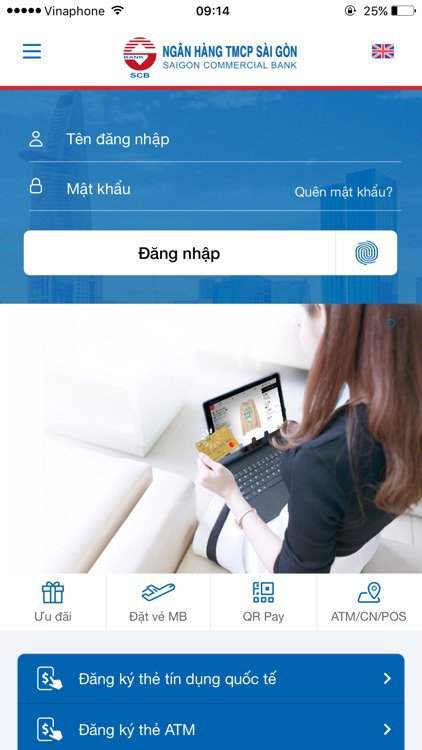 Vinaphone
09:14
25%
BANK
SCB
NGÂN HÀNG TMCP SÀI GÒN
SAIGON COMMERCIAL BANK
Tên đăng nhập
Mật khẩu
Quên mật khẩu?
Đăng nhập
Ưu đãi
Đặt vé MB
QR Pay
ATM/CN/POS
Đăng ký thẻ tín dụng quốc tế
Đăng ký thẻ ATM